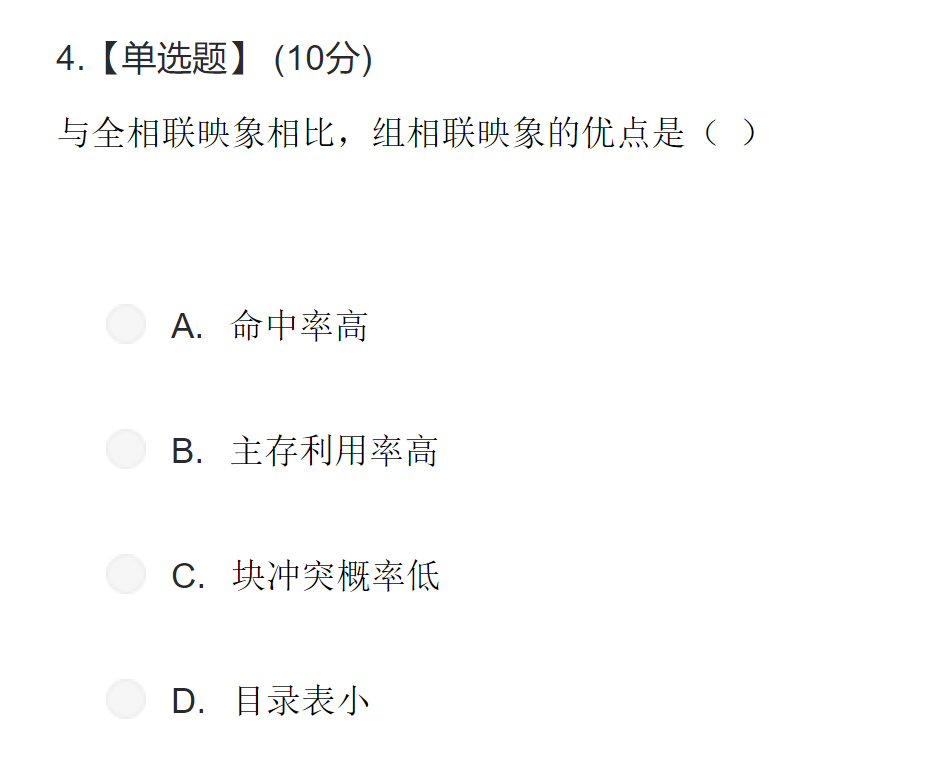 4.【单选题】 (10分)
与全相联映象相比，组相联映象的优点是（ ）
A. 命中率高
B. 主存利用率高
C. 块冲突概率低
D. 目录表小